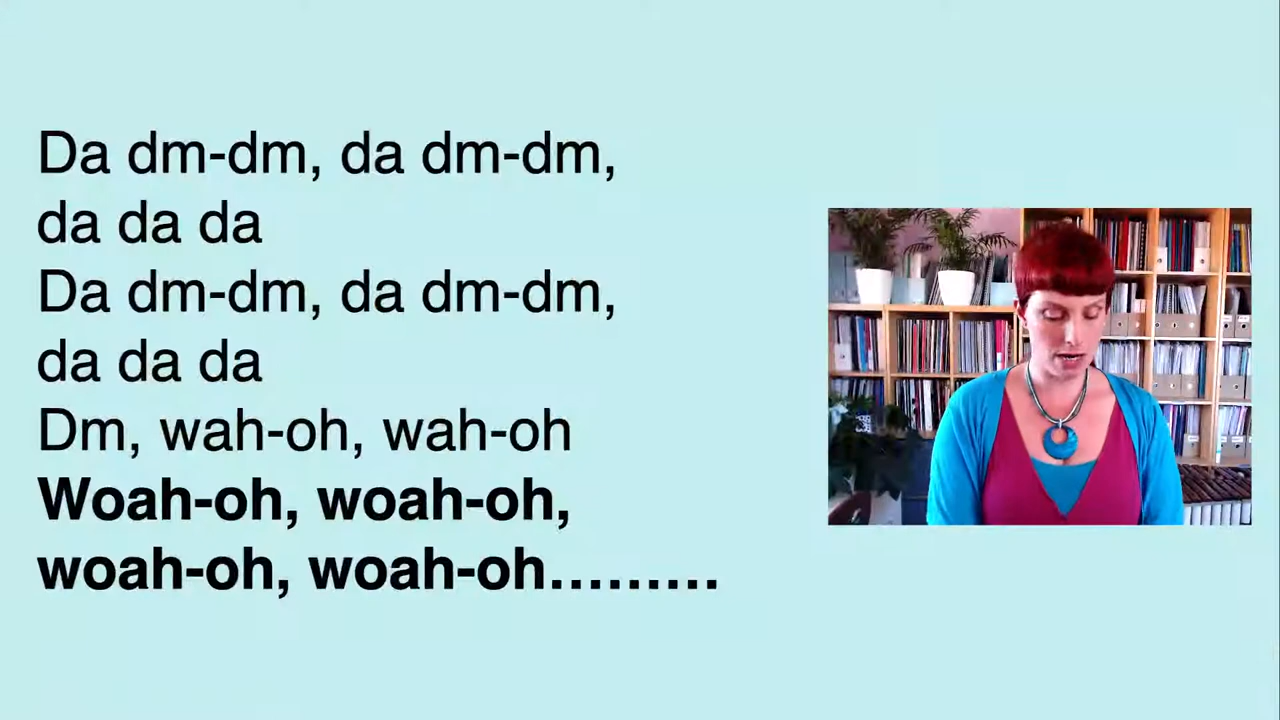 Da dm-dm, da dm-dm,
da da da
Da dm-dm, da dm-dm,
da da da
Dm, wah-oh, wah-oh
Woah-oh, woah-oh,
woah-oh, woah-oh………